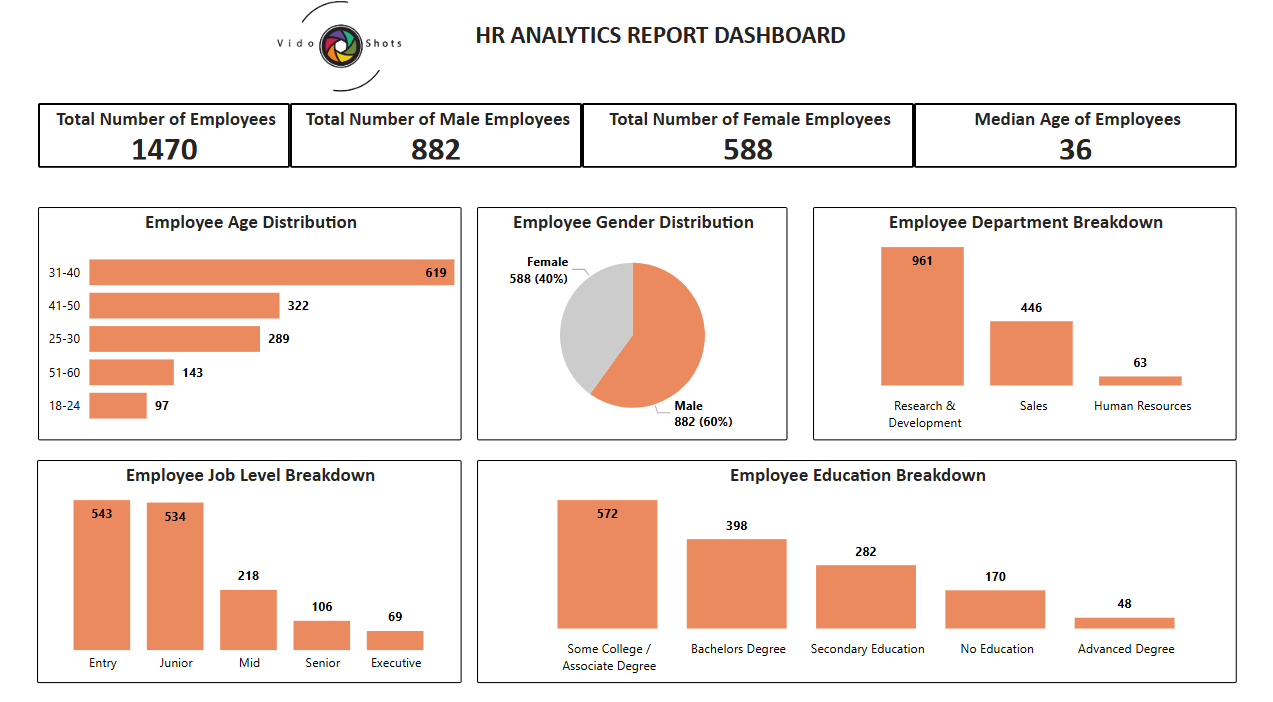 Vido Shots
HR ANALYTICS REPORT DASHBOARD
Total Number of Employees
1470
Total Number of Male Employees
882
Total Number of Female Employees
588
Median Age of Employees
36
Employee Age Distribution
31-40 619
41-50 322
25-30 289
51-60 143
18-24 97
Employee Gender Distribution
Female
588 (40%)
Male
882 (60%)
Employee Department Breakdown
961
446
63
Research &
Development
Sales
Human Resources
Employee Job Level Breakdown
543
534
218
106
69
Entry
Junior
Mid
Senior
Executive
Employee Education Breakdown
572
398
282
170
48
Some College /
Associate Degree
Bachelors Degree
Secondary Education
No Education
Advanced Degree